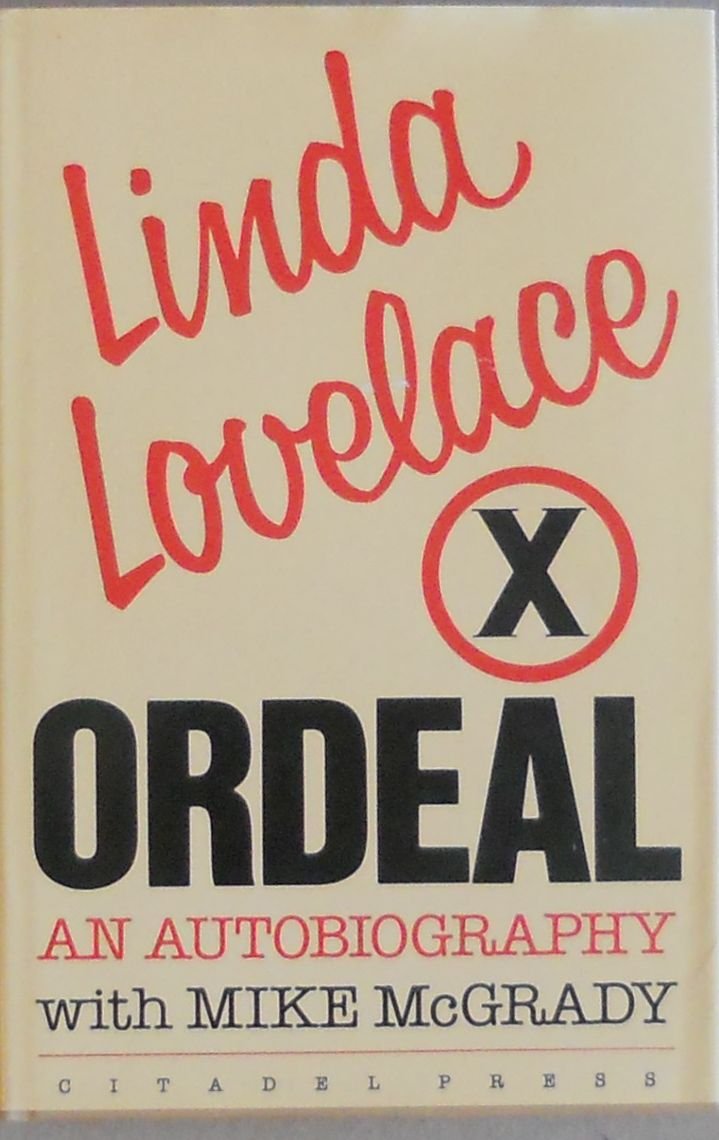 Linda
Lovelace
X
ORDEAL
AN AUTOBIOGRAPHY
with MIKE McGRADY
CITADEL PRESS